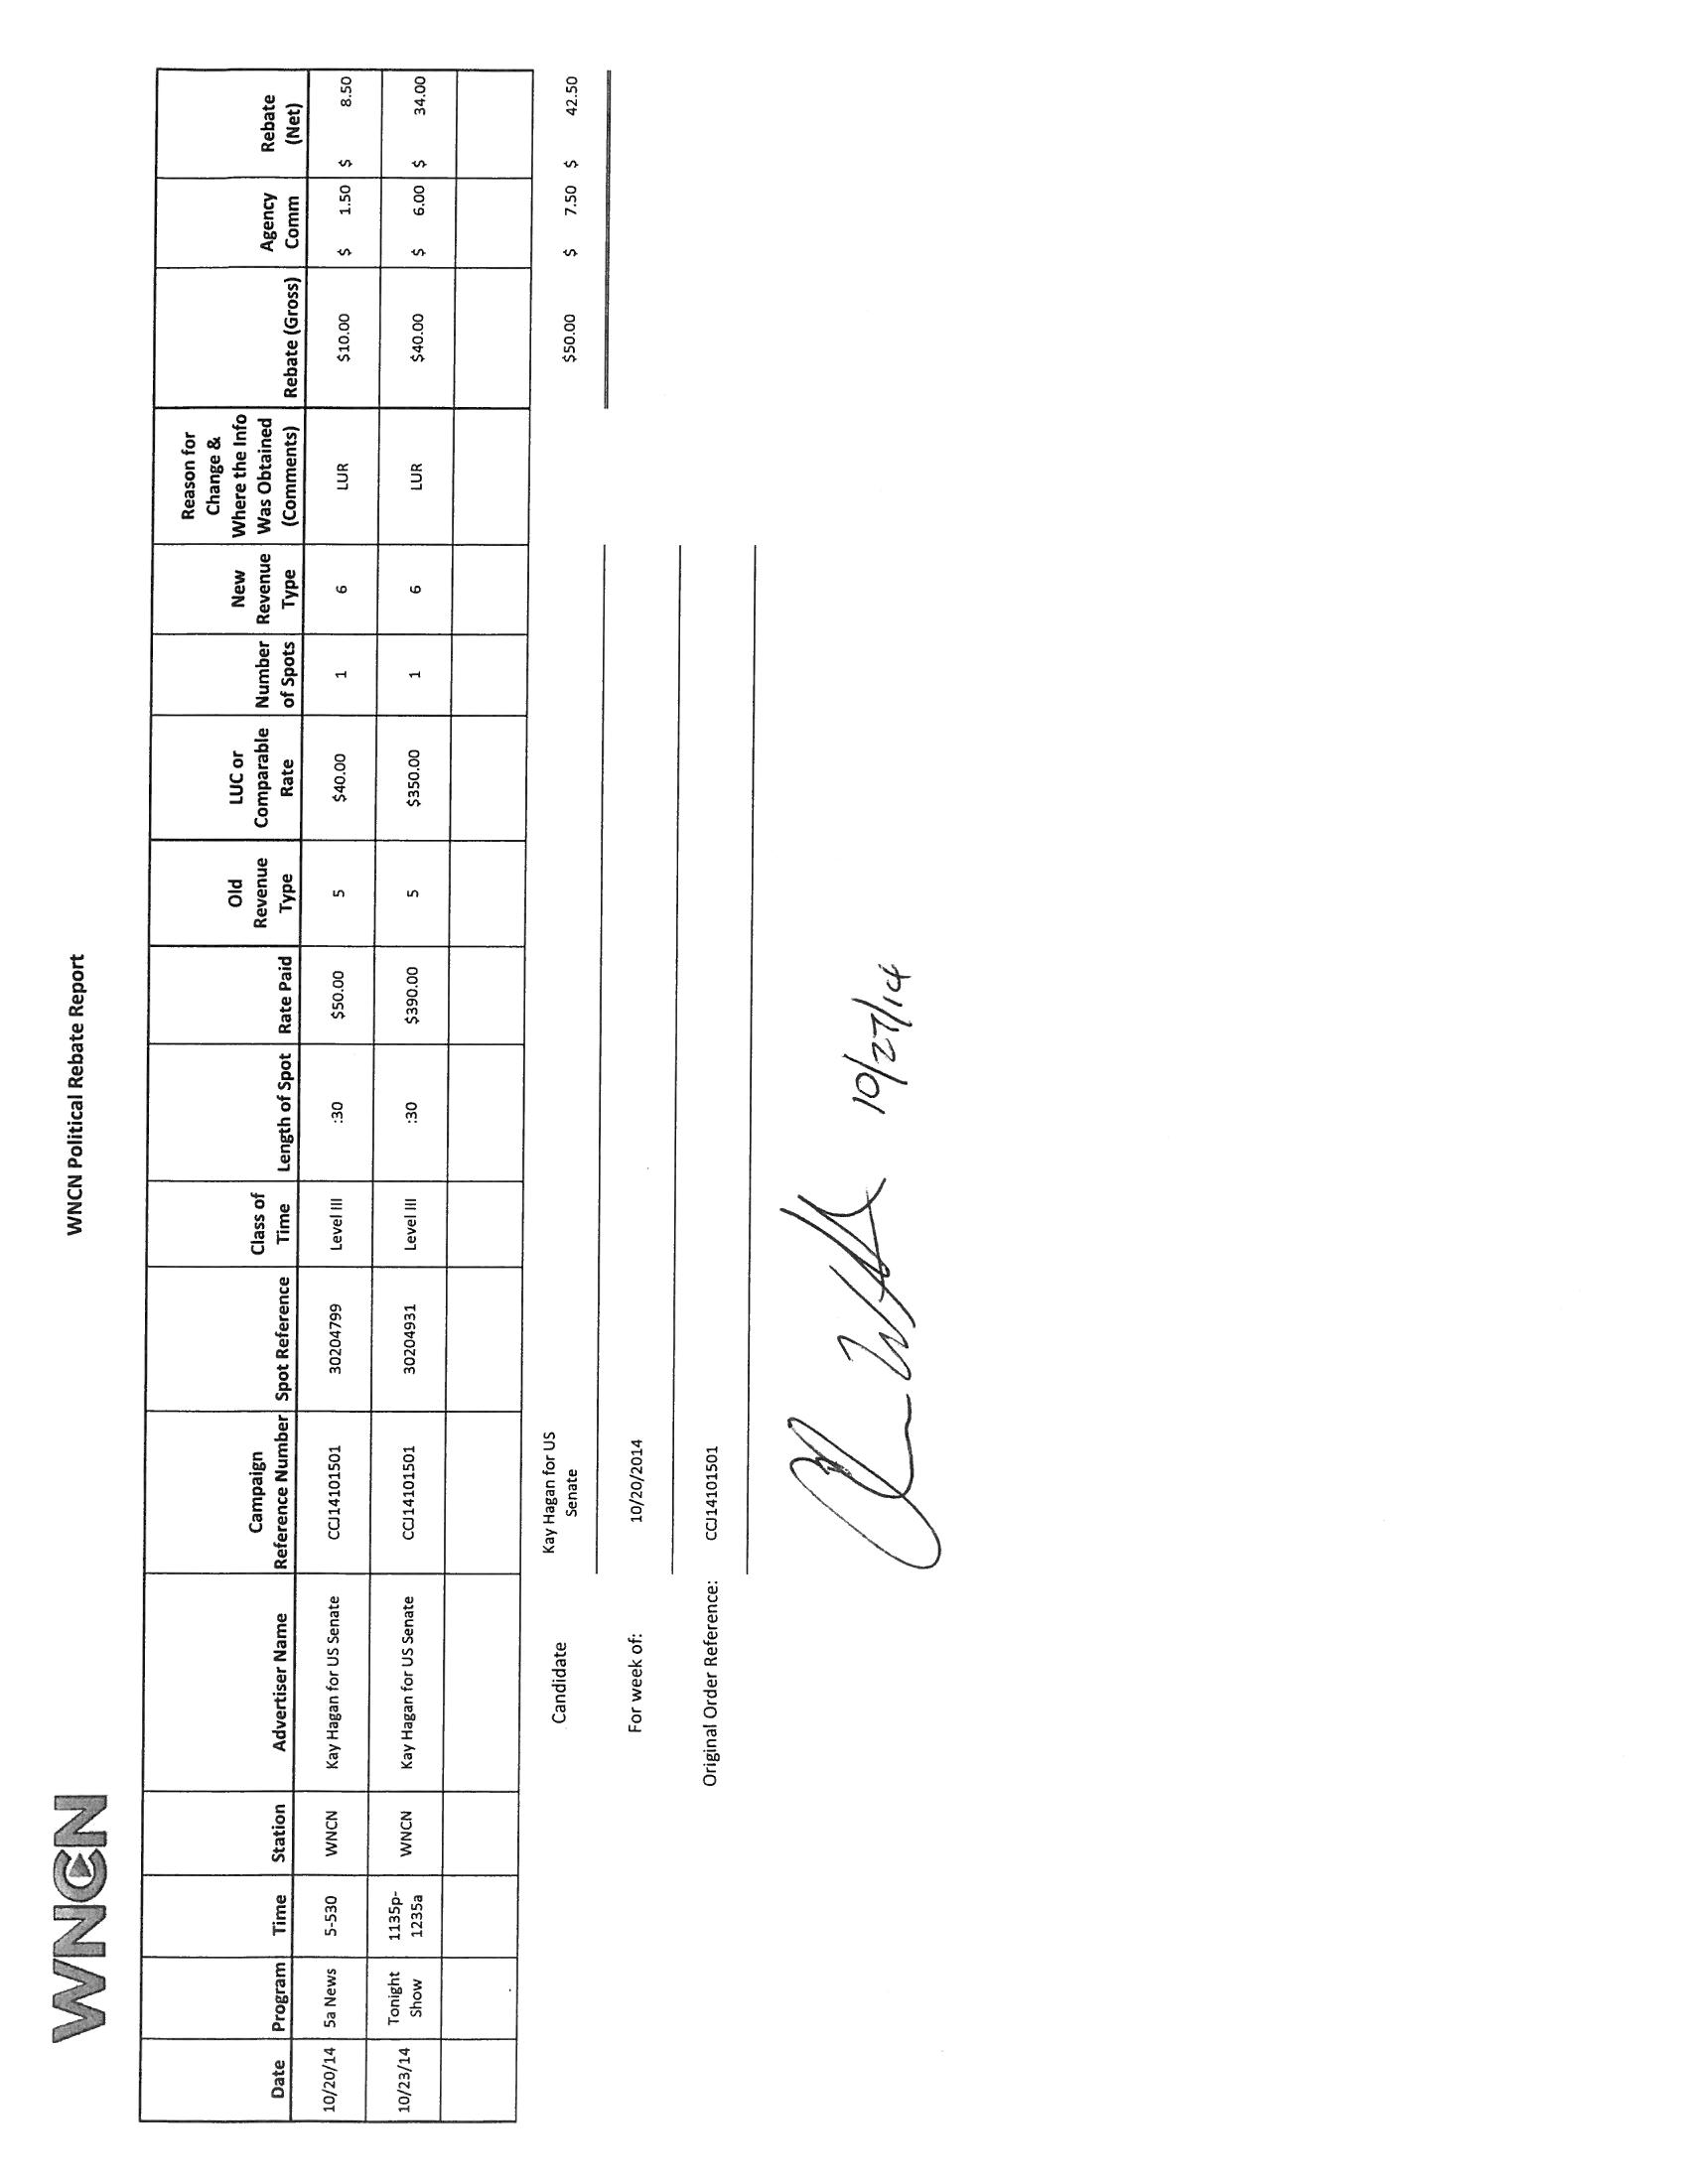 WNCN
WNCN Political Rebate Report
Date Program Time Station Advertiser Name Campaign Reference Number Spot Reference Class of Time Length of Spot Rate Paid Old Revenue Type LUC or Comparable Rate Number of Spots New Revenue Type Reason for Change & Where the Info Was Obtained (Comments) Rebate (Gross) Agency Comm Rebate (Net)
10/20/14 5a News 5-530 WNCN Kay Hagan for US Senate CCJ14101501 30204799 Level III :30 $50.00 5 $40.00 1 6 LUR $10.00 $ 1.50 $ 8.50
10/23/14 Tonight Show 1135p-1235a WNCN Kay Hagan for US Senate CCJ14101501 30204931 Level III :30 $390.00 5 $350.00 1 6 LUR $40.00 $ 6.00 $ 34.00
$50.00 $ 7.50 $ 42.50
Candidate Kay Hagan for US Senate
For week of: 10/20/2014
Original Order Reference: CCJ14101501
10/27/14